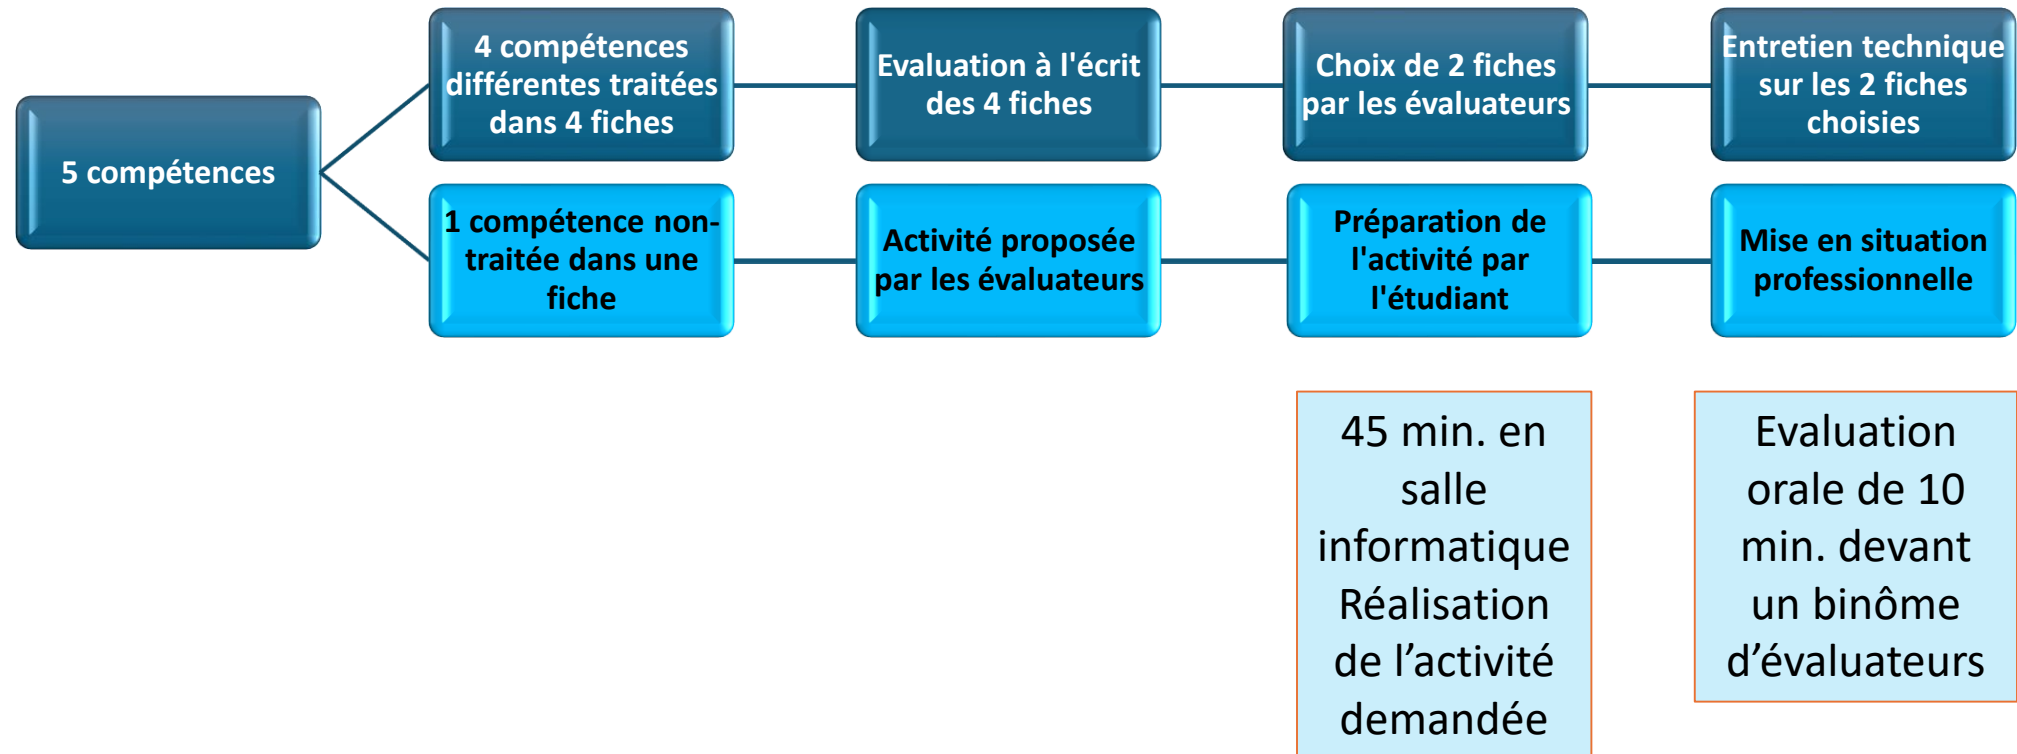 5 compétences
4 compétences
différentes traitées
dans 4 fiches
Evaluation à l'écrit
des 4 fiches
Choix de 2 fiches
par les évaluateurs
Entretien technique
sur les 2 fiches
choisies
1 compétence non-
traitée dans une
fiche
Activité proposée
par les évaluateurs
Préparation de
l'activité par
l'étudiant
Mise en situation
professionnelle
45 min. en
salle
informatique
Réalisation
de l’activité
demandée
Evaluation
orale de 10
min. devant
un binôme
d’évaluateurs